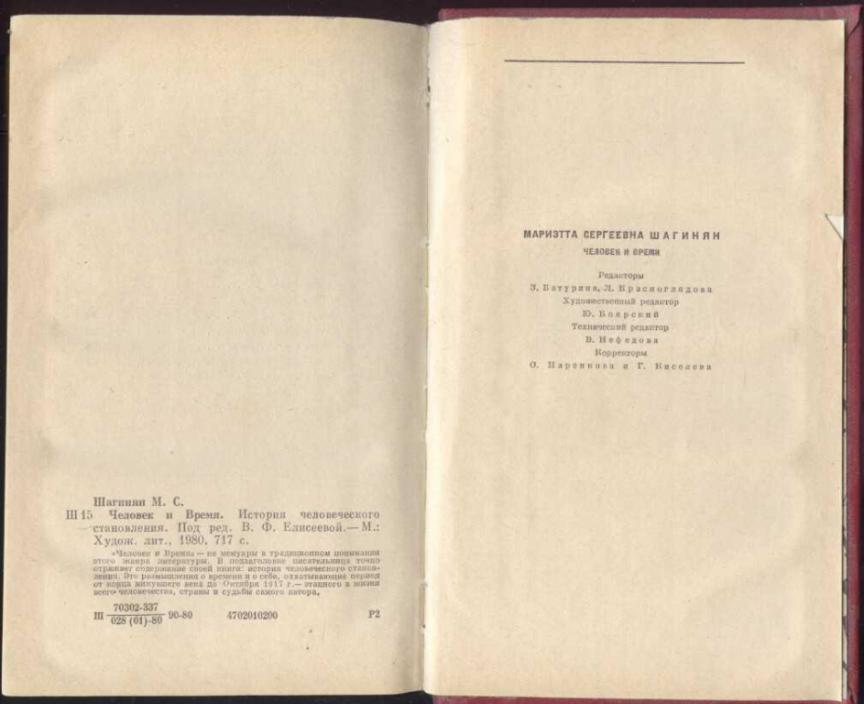 Шагинян М. С.
Ш 15 Человек и Время. История человеческого
становления. Под ред. В. Ф. Елисеевой.— М.:
Худож. лит., 1980. 717 с.
«Человек и Время» — не мемуары в традиционном понимании
этого жанра литературы. В подзаголовке писательница точно
отражает содержание своей книги: история человеческого станов-
ления. Это размышления о времени и о себе, охватывающие период
от конца минувшего века до Октября 1917 г.— этапного в жизни
всего человечества, страны и судьбы самого автора.
Ш 70302-337
028 (01)-80 90-80 4702010200 Р2
МАРИЭТТА СЕРГЕЕВНА ШАГИНЯН
ЧЕЛОВЕК И ВРЕМЯ
Редакторы
Э. Батурина, Л. Красноглядова
Художественный редактор
Ю. Боярский
Технический редактор
В. Нефедова
Корректоры
О. и Г. Киселева